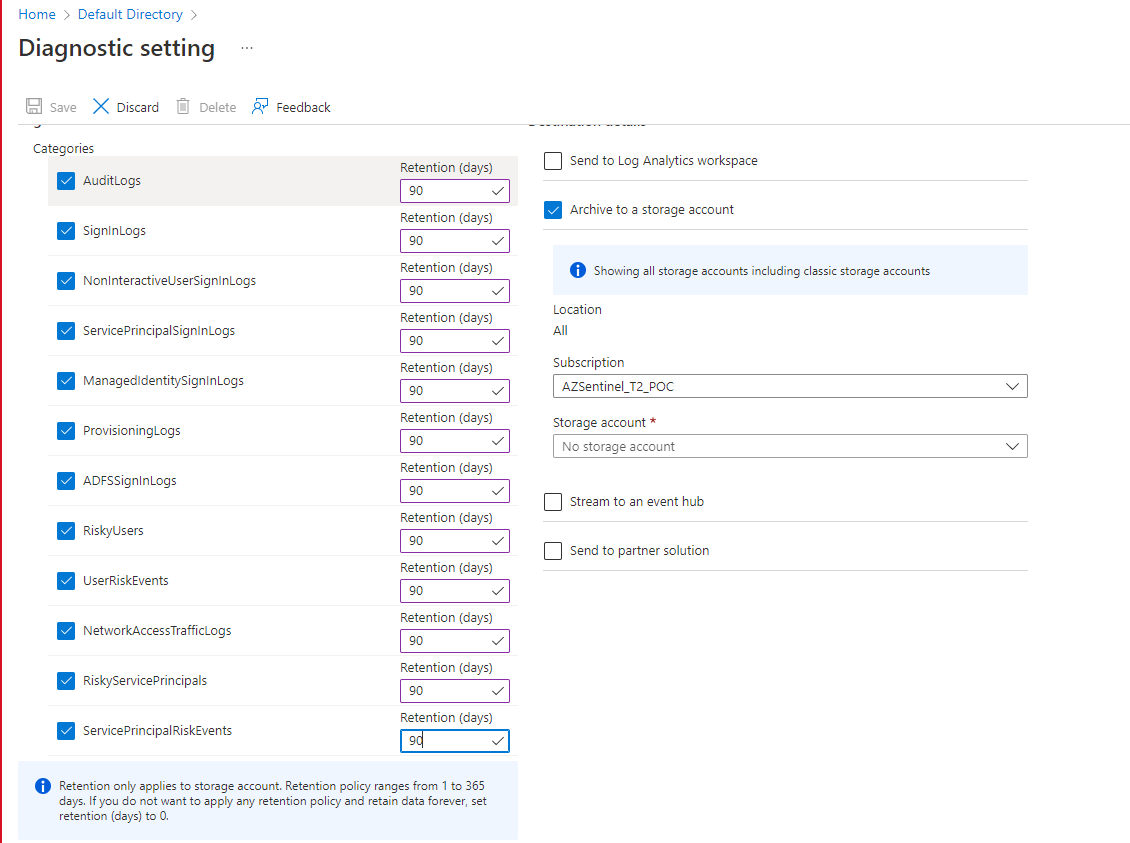 Home > Default Directory >
Diagnostic setting ...
Save Discard Delete Feedback
Destination details
Categories
AuditLogs
Retention (days)
90
SignInLogs
Retention (days)
90
NonInteractiveUserSignInLogs
Retention (days)
90
ServicePrincipalSignInLogs
Retention (days)
90
ManagedIdentitySignInLogs
Retention (days)
90
ProvisioningLogs
Retention (days)
90
ADFSSignInLogs
Retention (days)
90
RiskyUsers
Retention (days)
90
UserRiskEvents
Retention (days)
90
NetworkAccessTrafficLogs
Retention (days)
90
RiskyServicePrincipals
Retention (days)
90
ServicePrincipalRiskEvents
Retention (days)
90
Retention only applies to storage account. Retention policy ranges from 1 to 365
days. If you do not want to apply any retention policy and retain data forever, set
retention (days) to 0.
Send to Log Analytics workspace
Archive to a storage account
Showing all storage accounts including classic storage accounts
Location
All
Subscription
AZSentinel_T2_POC
Storage account *
No storage account
Stream to an event hub
Send to partner solution